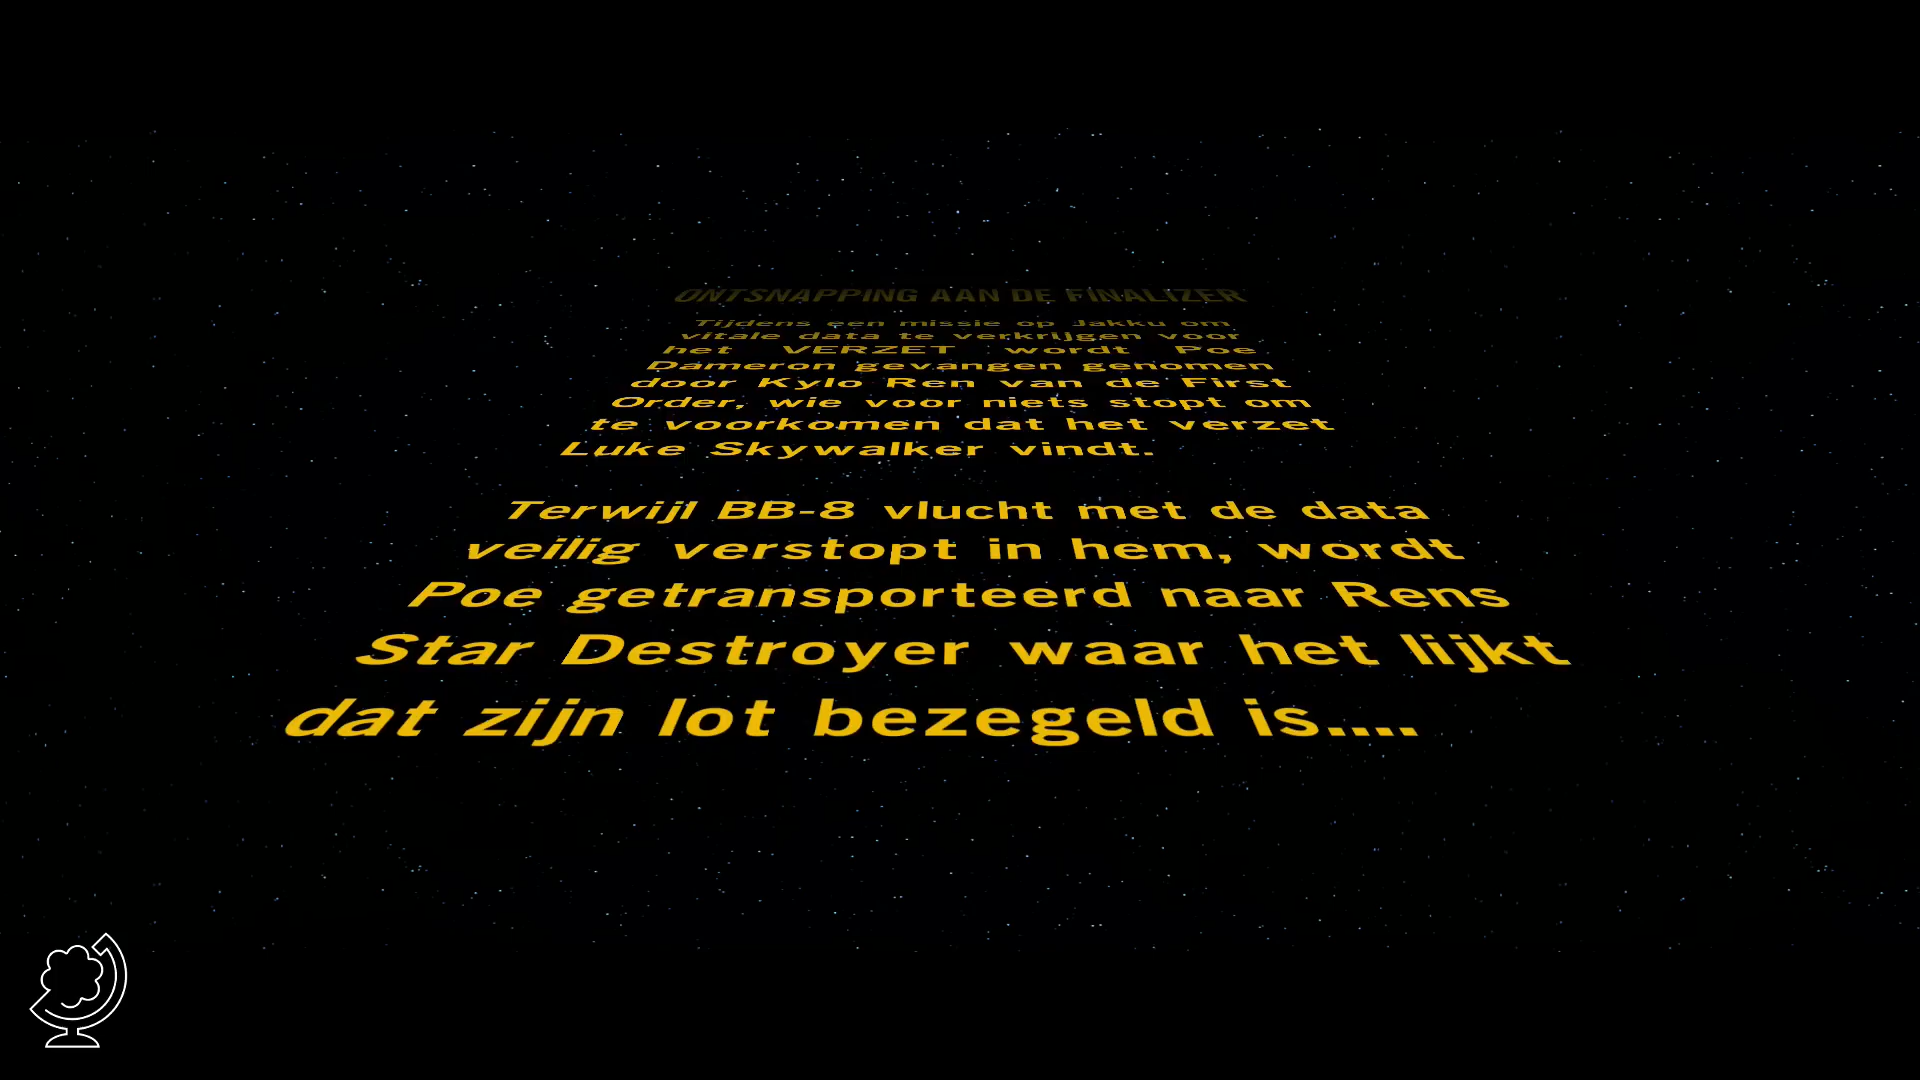 ONTSNAPPING AAN DE FINALIZER
Tijdens een missie op Jakku om
vitale data te verkrijgen voor
het VERZET wordt Poe
Dameron gevangen genomen
door Kylo Ren van de First
Order, wie voor niets stopt om
te voorkomen dat het verzet
Luke Skywalker vindt.
Terwijl BB-8 vlucht met de data
veilig verstopt in hem, wordt
Poe getransporteerd naar Rens
Star Destroyer waar het lijkt
dat zijn lot bezegeld is....